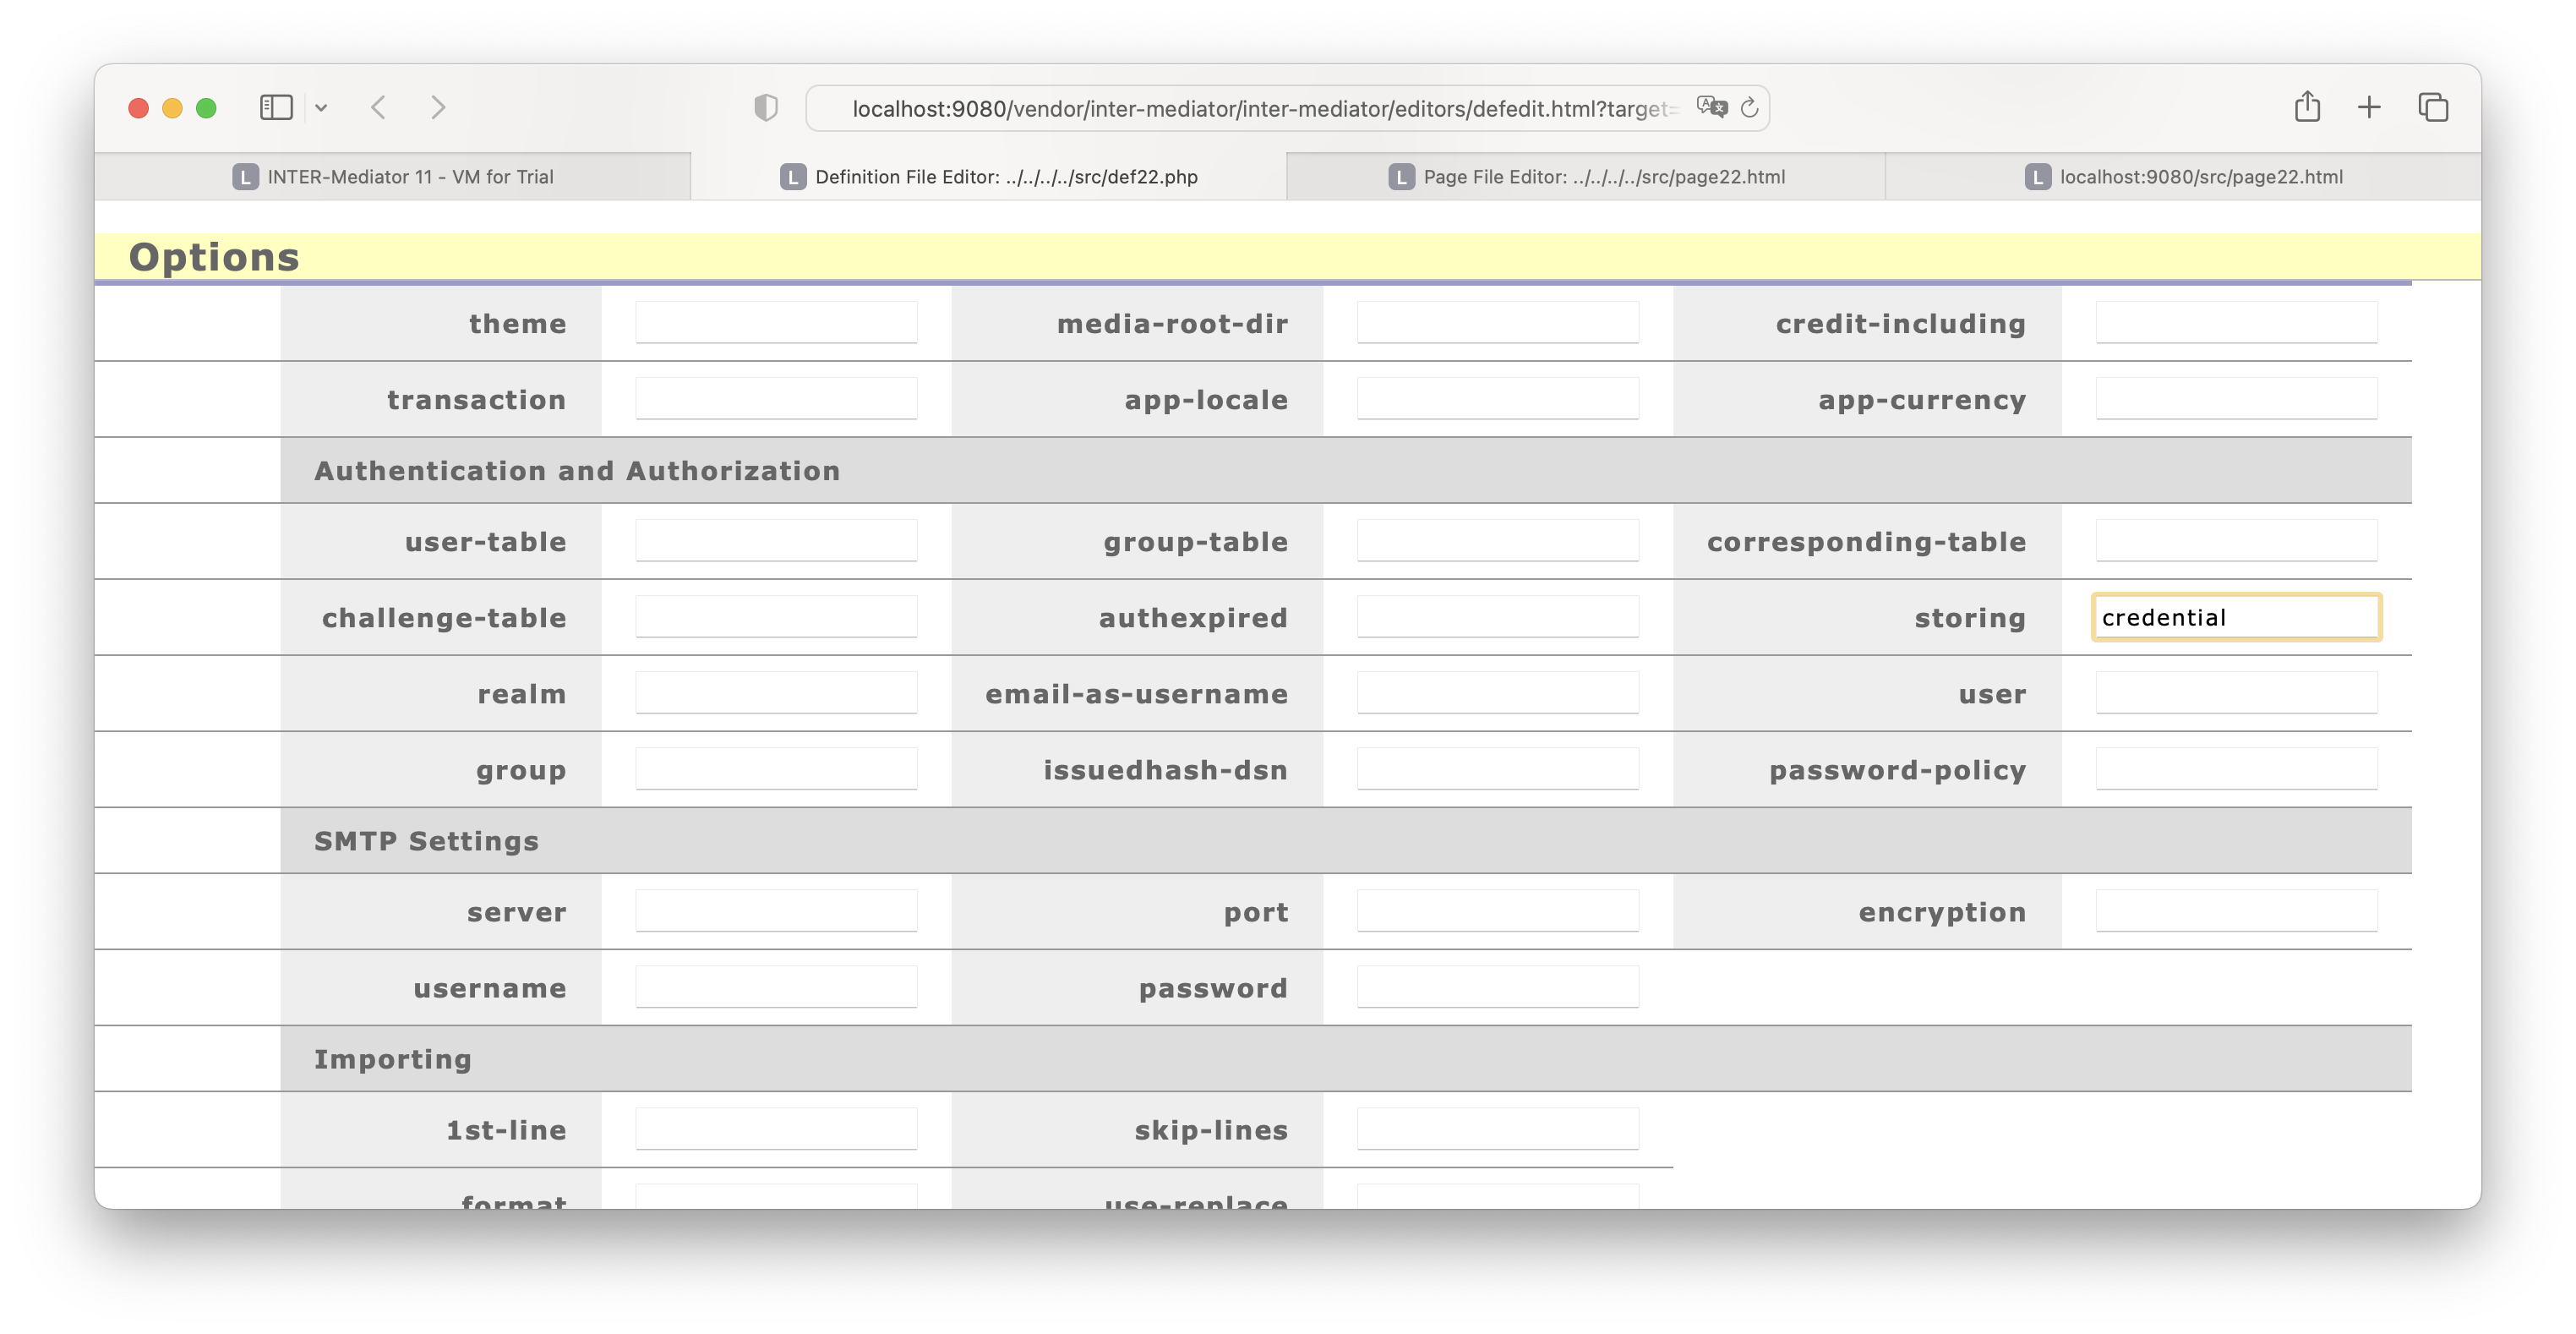 localhost:9080/vendor/inter-mediator/inter-mediator/editors/defedit.html?target=
L INTER-Mediator 11 - VM for Trial
L Definition File Editor: ../../../../src/def22.php
L Page File Editor: ../../../../src/page22.html
L localhost:9080/src/page22.html
Options
theme media-root-dir credit-including
transaction app-locale app-currency
Authentication and Authorization
user-table group-table corresponding-table
challenge-table authexpired storing credential
realm email-as-username user
group issuedhash-dsn password-policy
SMTP Settings
server port encryption
username password
Importing
1st-line skip-lines
format use-replace